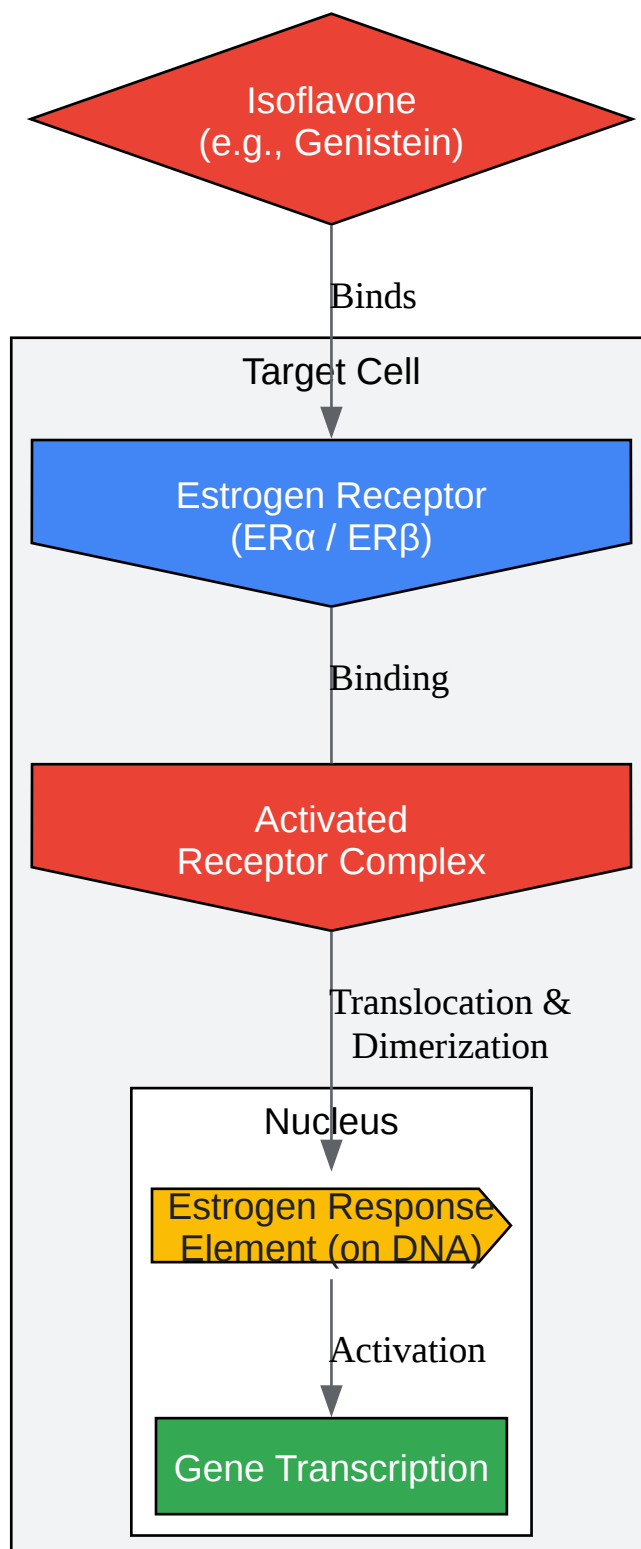 Isoflavone
(e.g., Genistein)
Binds
Target Cell
Estrogen Receptor
(ERα / ERβ)
Binding
Activated
Receptor Complex
Translocation &
Dimerization
Nucleus
Estrogen Response
Element (on DNA)
Activation
Gene Transcription